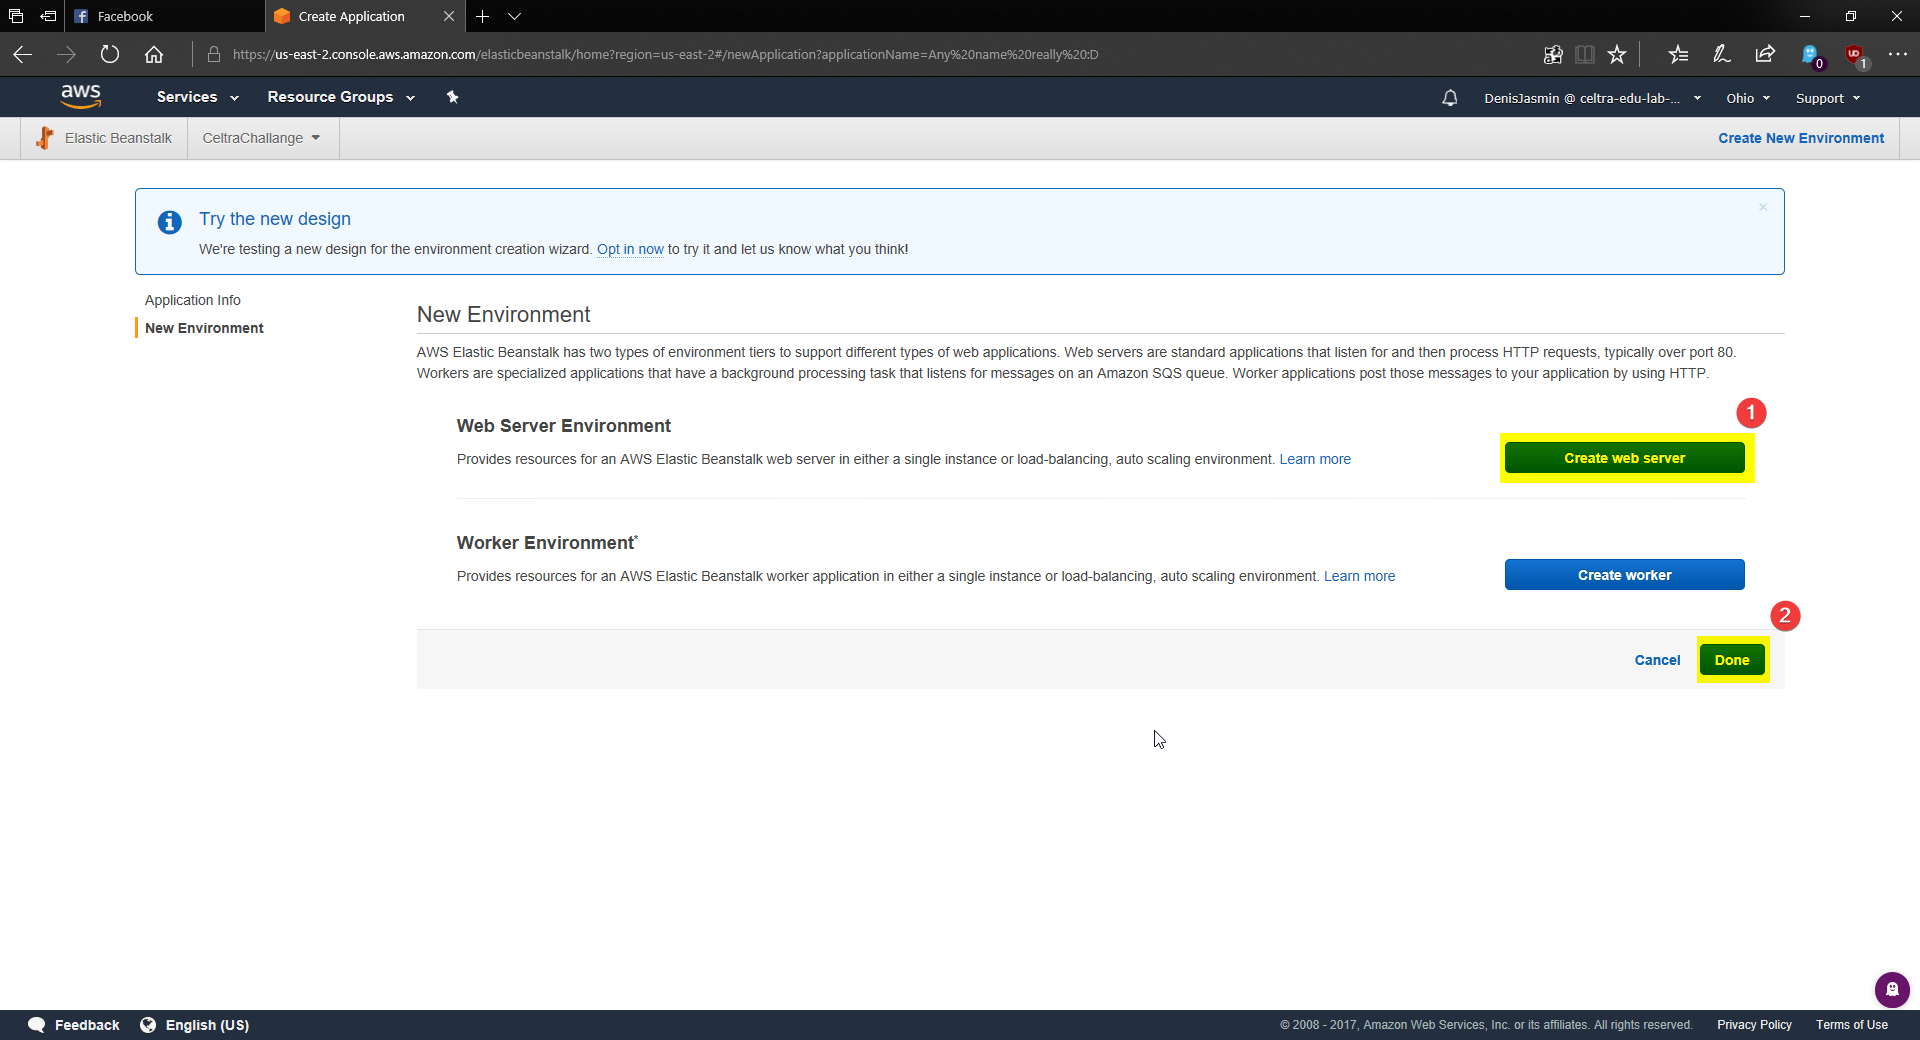 Facebook
Create Application
https://us-east-2.console.aws.amazon.com/elasticbeanstalk/home?region=us-east-2#/newApplication?applicationName=Any%20name%20really%20:D
0
UD
1
aws
Services
Resource Groups
DenisJasmin @ celtra-edu-lab-...
Ohio
Support
Elastic Beanstalk
CeltraChallange
Create New Environment
Try the new design
We're testing a new design for the environment creation wizard. Opt in now to try it and let us know what you think!
Application Info
New Environment
New Environment
AWS Elastic Beanstalk has two types of environment tiers to support different types of web applications. Web servers are standard applications that listen for and then process HTTP requests, typically over port 80.
Workers are specialized applications that have a background processing task that listens for messages on an Amazon SQS queue. Worker applications post those messages to your application by using HTTP.
1
Web Server Environment
Provides resources for an AWS Elastic Beanstalk web server in either a single instance or load-balancing, auto scaling environment. Learn more
Create web server
Worker Environment*
Provides resources for an AWS Elastic Beanstalk worker application in either a single instance or load-balancing, auto scaling environment. Learn more
Create worker
2
Cancel
Done
Feedback
English (US)
© 2008 - 2017, Amazon Web Services, Inc. or its affiliates. All rights reserved.
Privacy Policy
Terms of Use